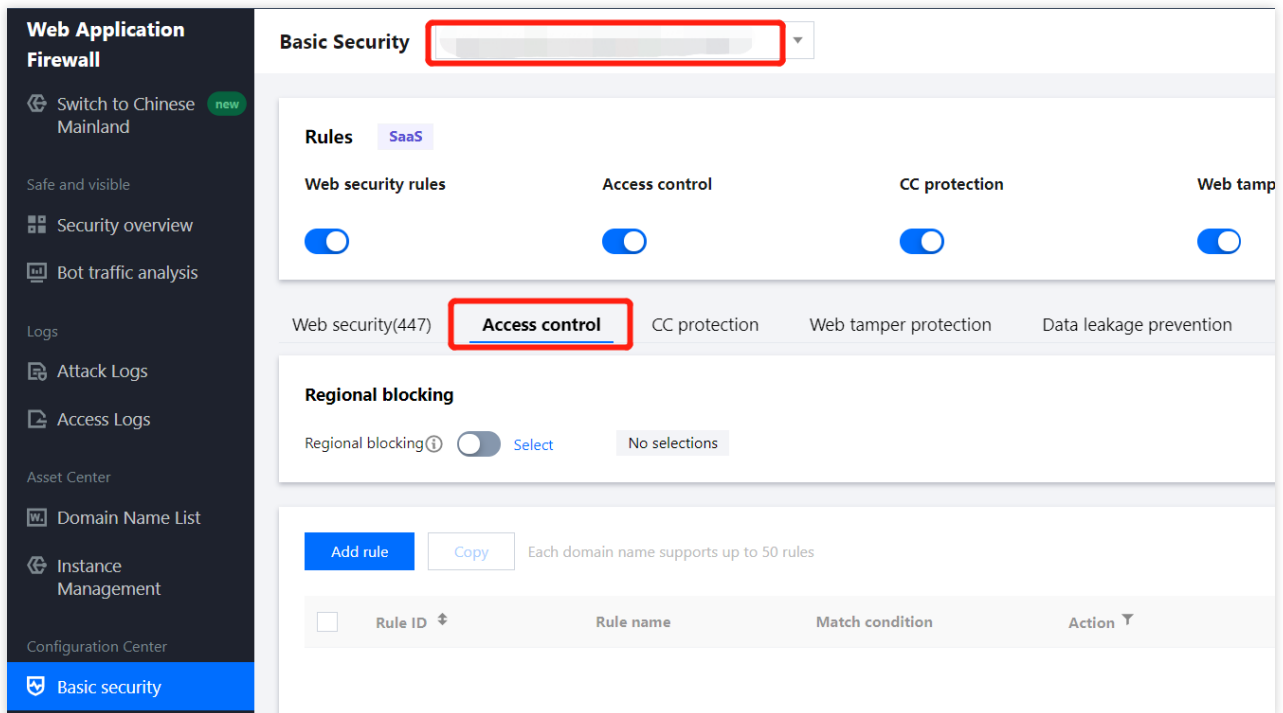 Web Application
Firewall
Switch to Chinese
Mainland
new
Safe and visible
Security overview
Bot traffic analysis
Logs
Attack Logs
Access Logs
Asset Center
W. Domain Name List
Instance
Management
Configuration Center
Basic security
Basic Security
Rules SaaS
Web security rules Access control CC protection Web tamp
Web security(447) Access control CC protection Web tamper protection Data leakage prevention
Regional blocking
Regional blocking Select No selections
Add rule Copy Each domain name supports up to 50 rules
Rule ID Rule name Match condition Action